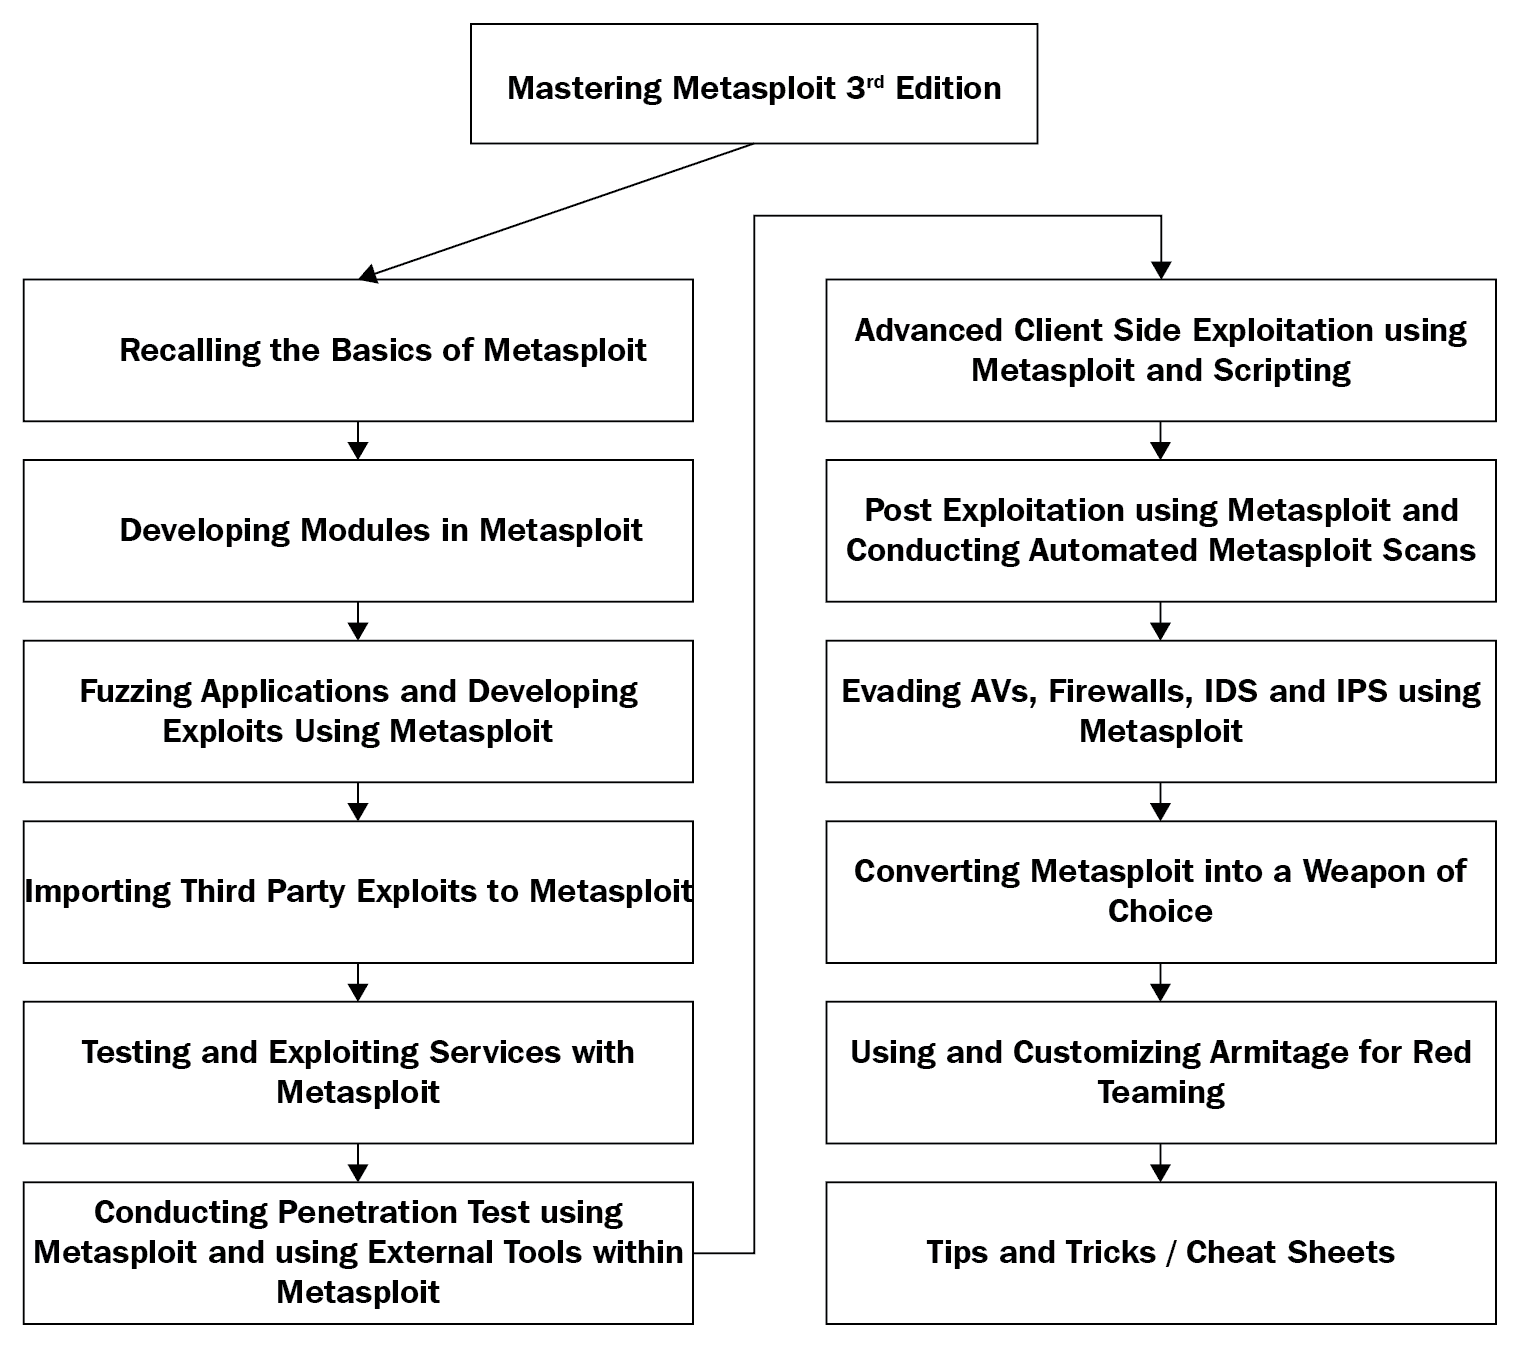 Mastering Metasploit 3rd Edition
Recalling the Basics of Metasploit
Developing Modules in Metasploit
Fuzzing Applications and Developing
Exploits Using Metasploit
Importing Third Party Exploits to Metasploit
Testing and Exploiting Services with
Metasploit
Conducting Penetration Test using
Metasploit and using External Tools within
Metasploit
Advanced Client Side Exploitation using
Metasploit and Scripting
Post Exploitation using Metasploit and
Conducting Automated Metasploit Scans
Evading AVs, Firewalls, IDS and IPS using
Metasploit
Converting Metasploit into a Weapon of
Choice
Using and Customizing Armitage for Red
Teaming
Tips and Tricks / Cheat Sheets